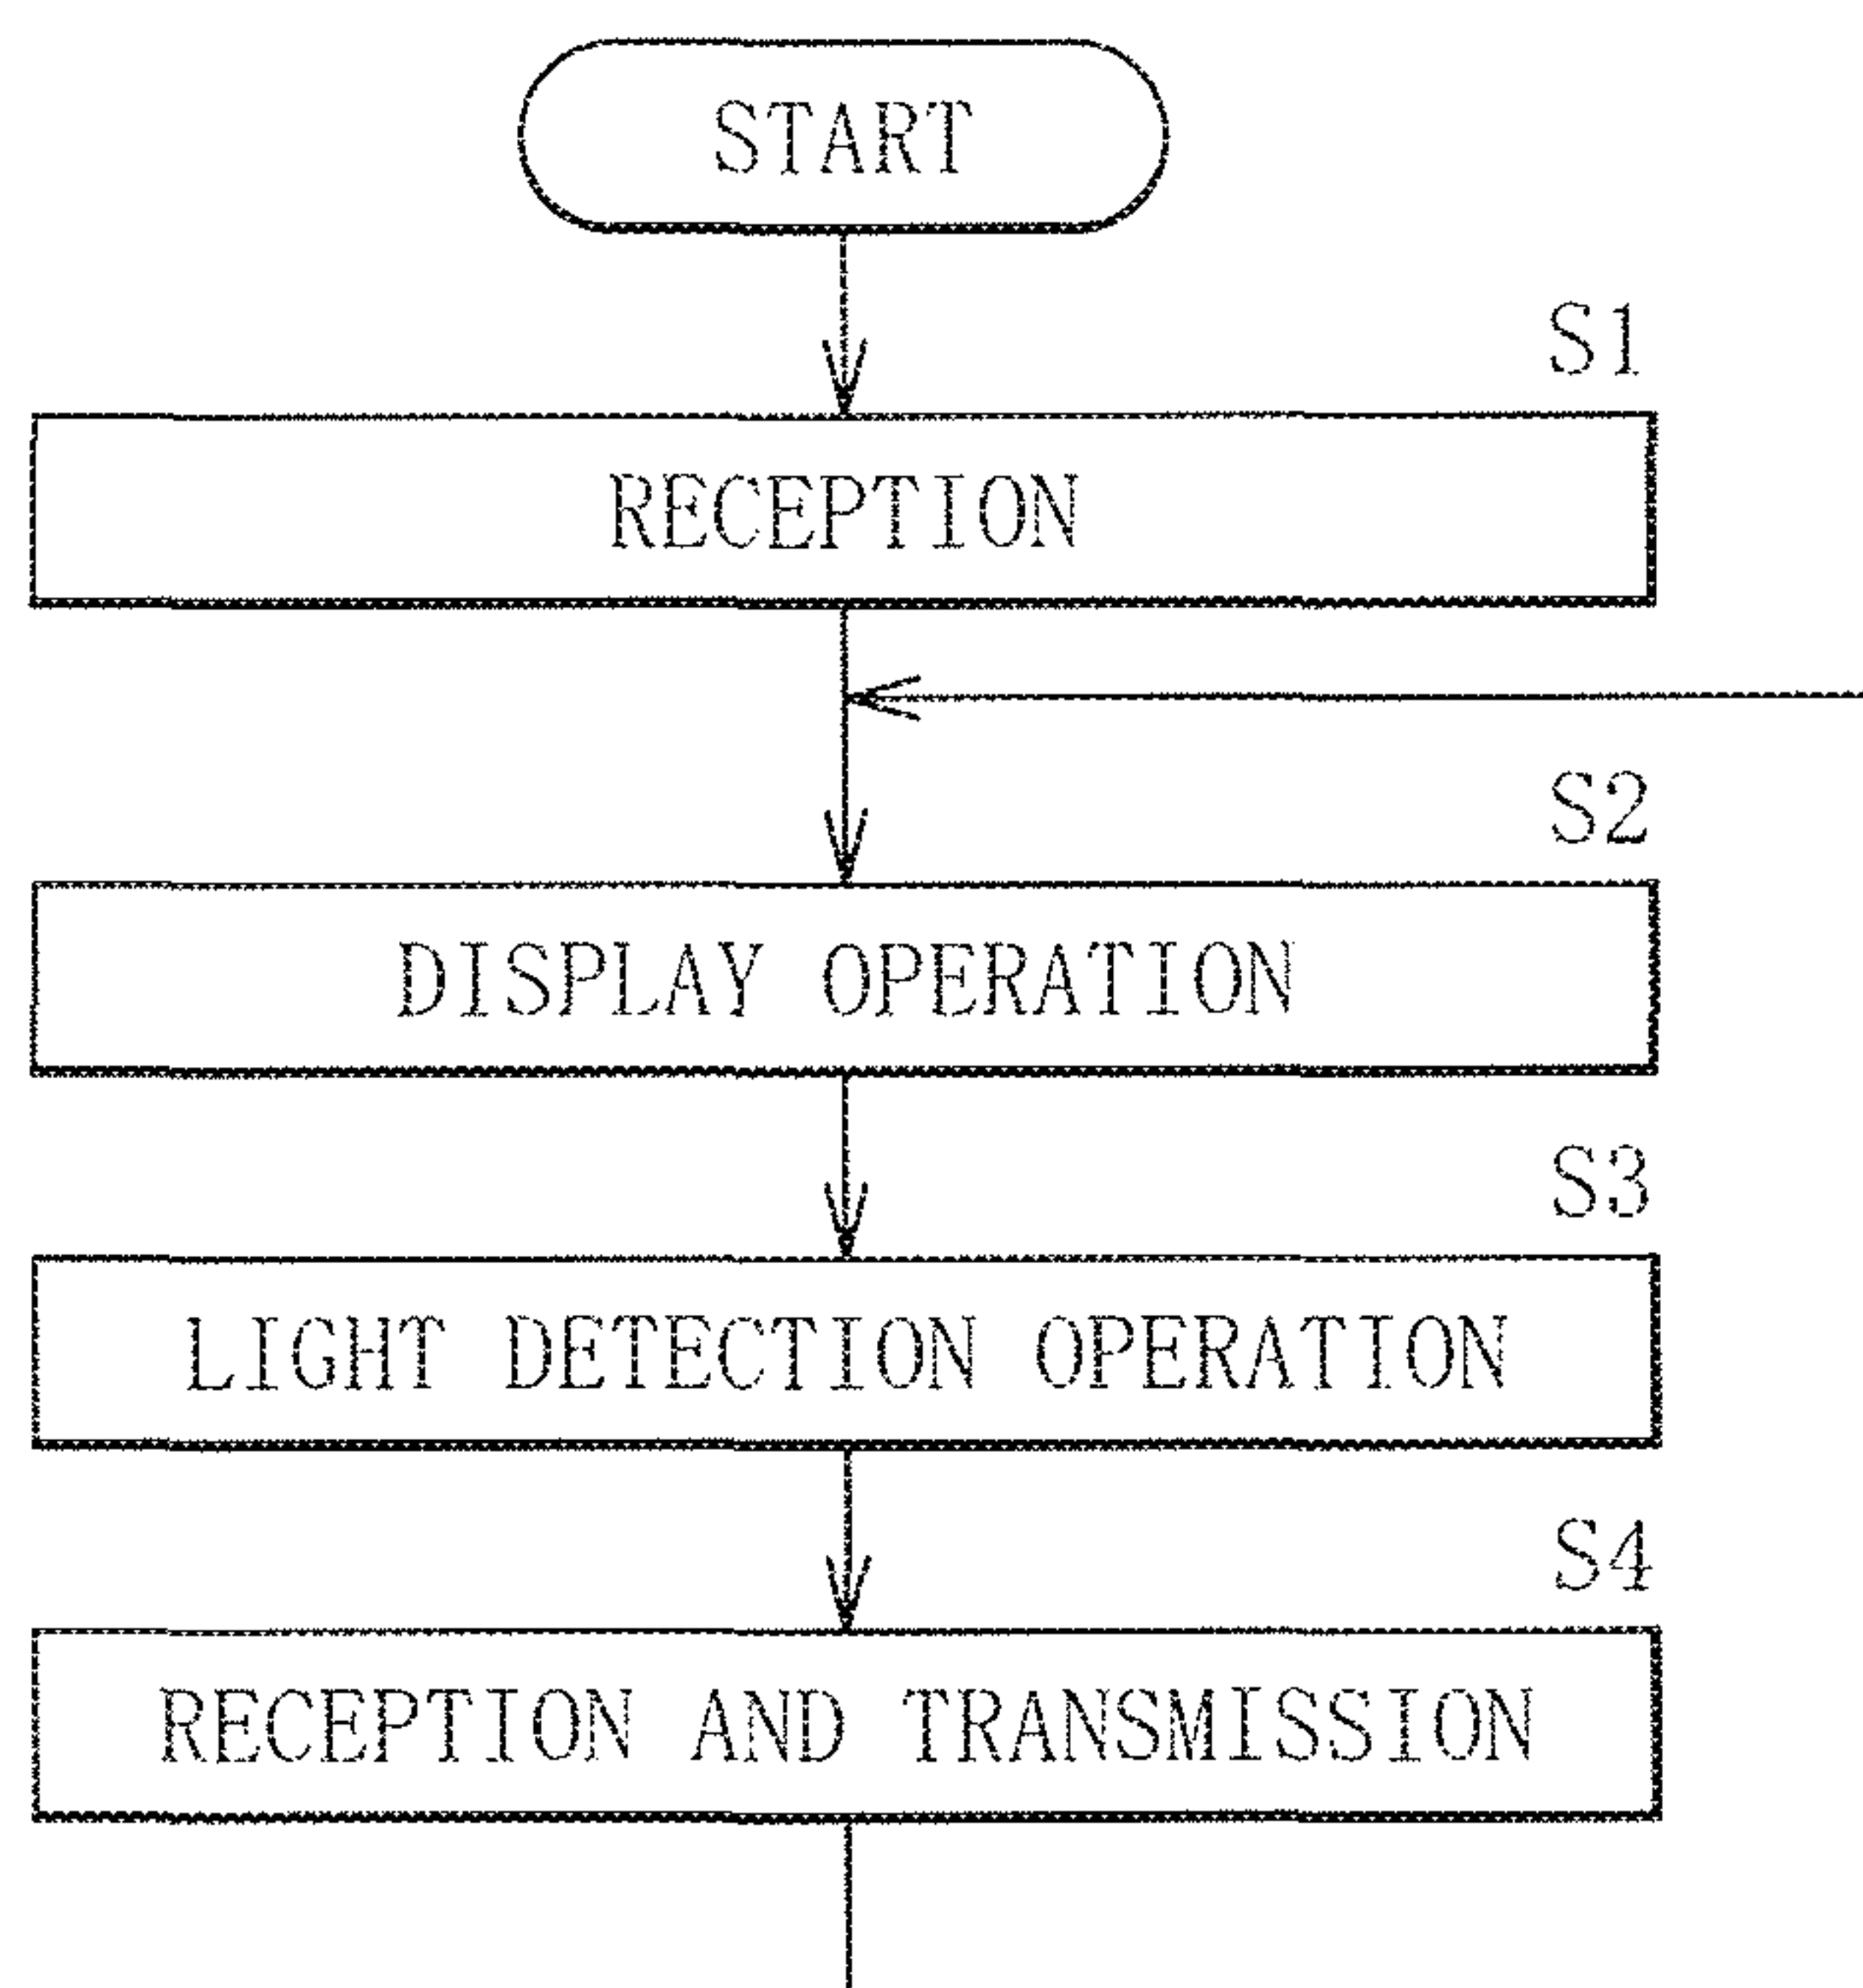 START
S1
RECEPTION
S2
DISPLAY OPERATION
S3
LIGHT DETECTION OPERATION
S4
RECEPTION AND TRANSMISSION